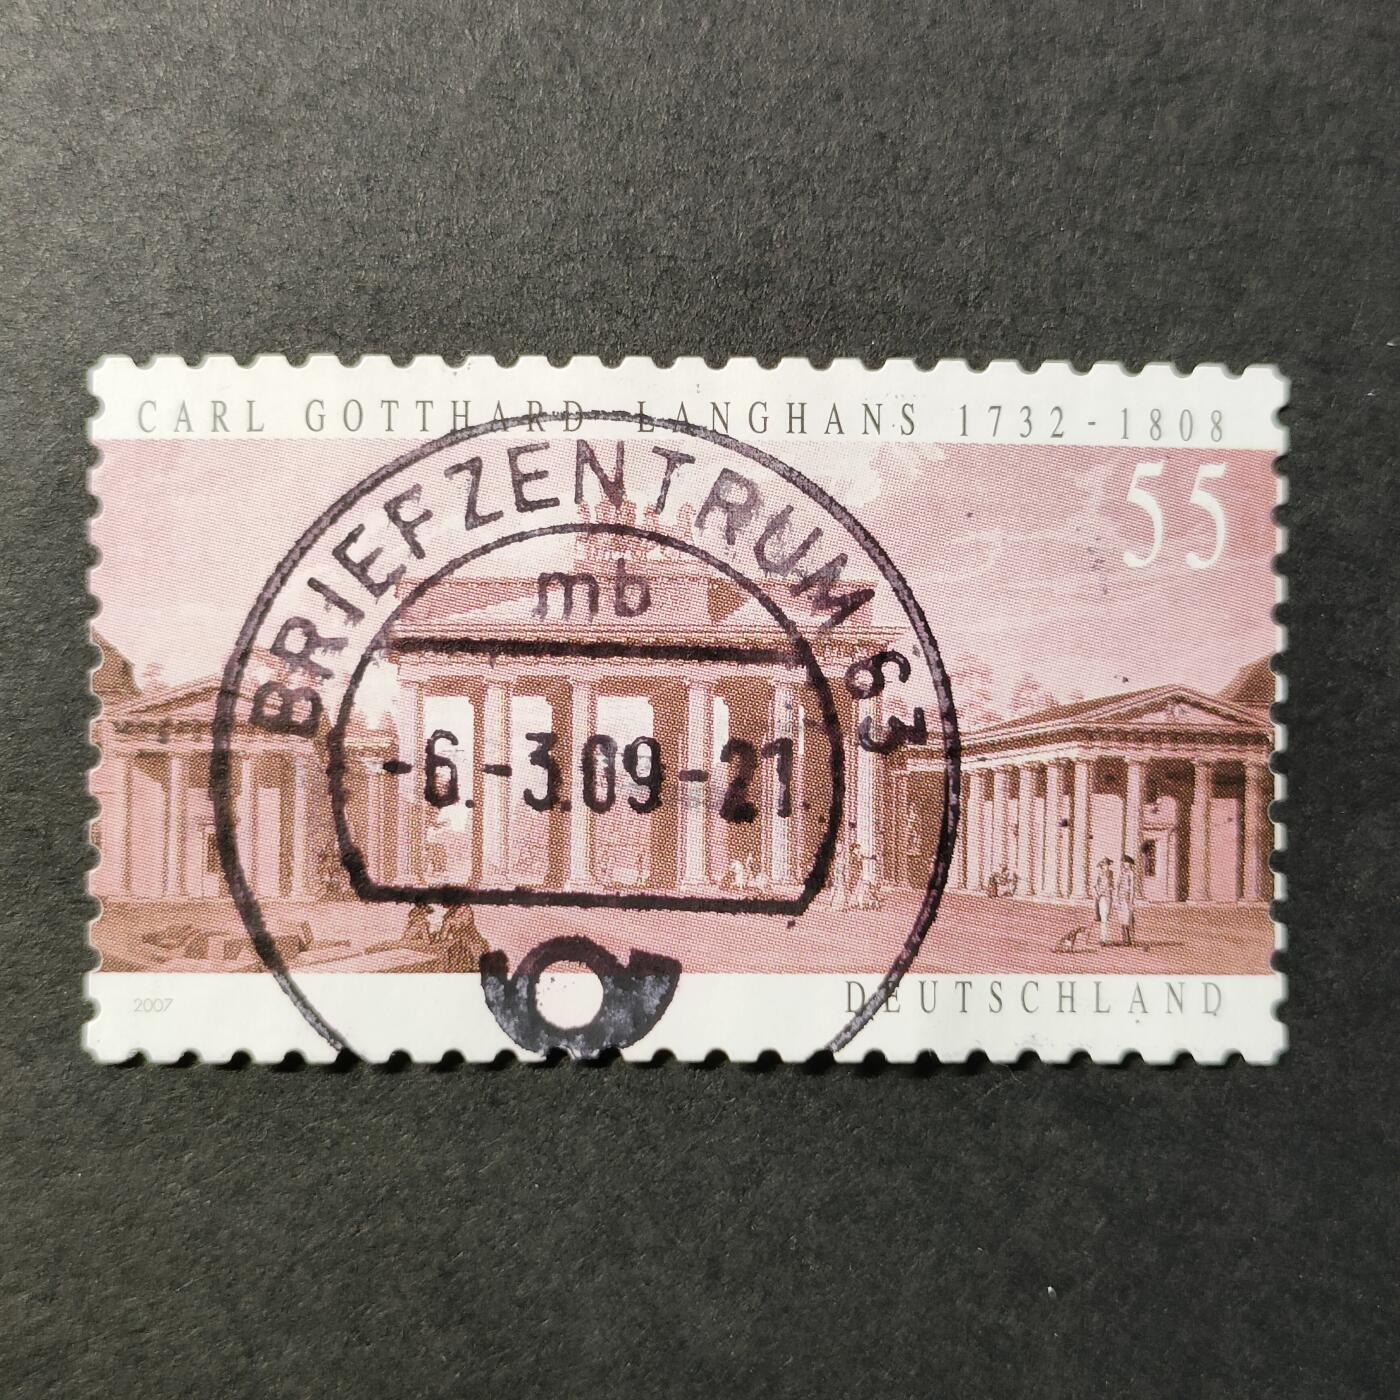 CARL GOTTHARD LANGHANS 1732-1808
55
BRIEFZENTRUM 63
mb
-6.-3.09-21
2007
DEUTSCHLAND